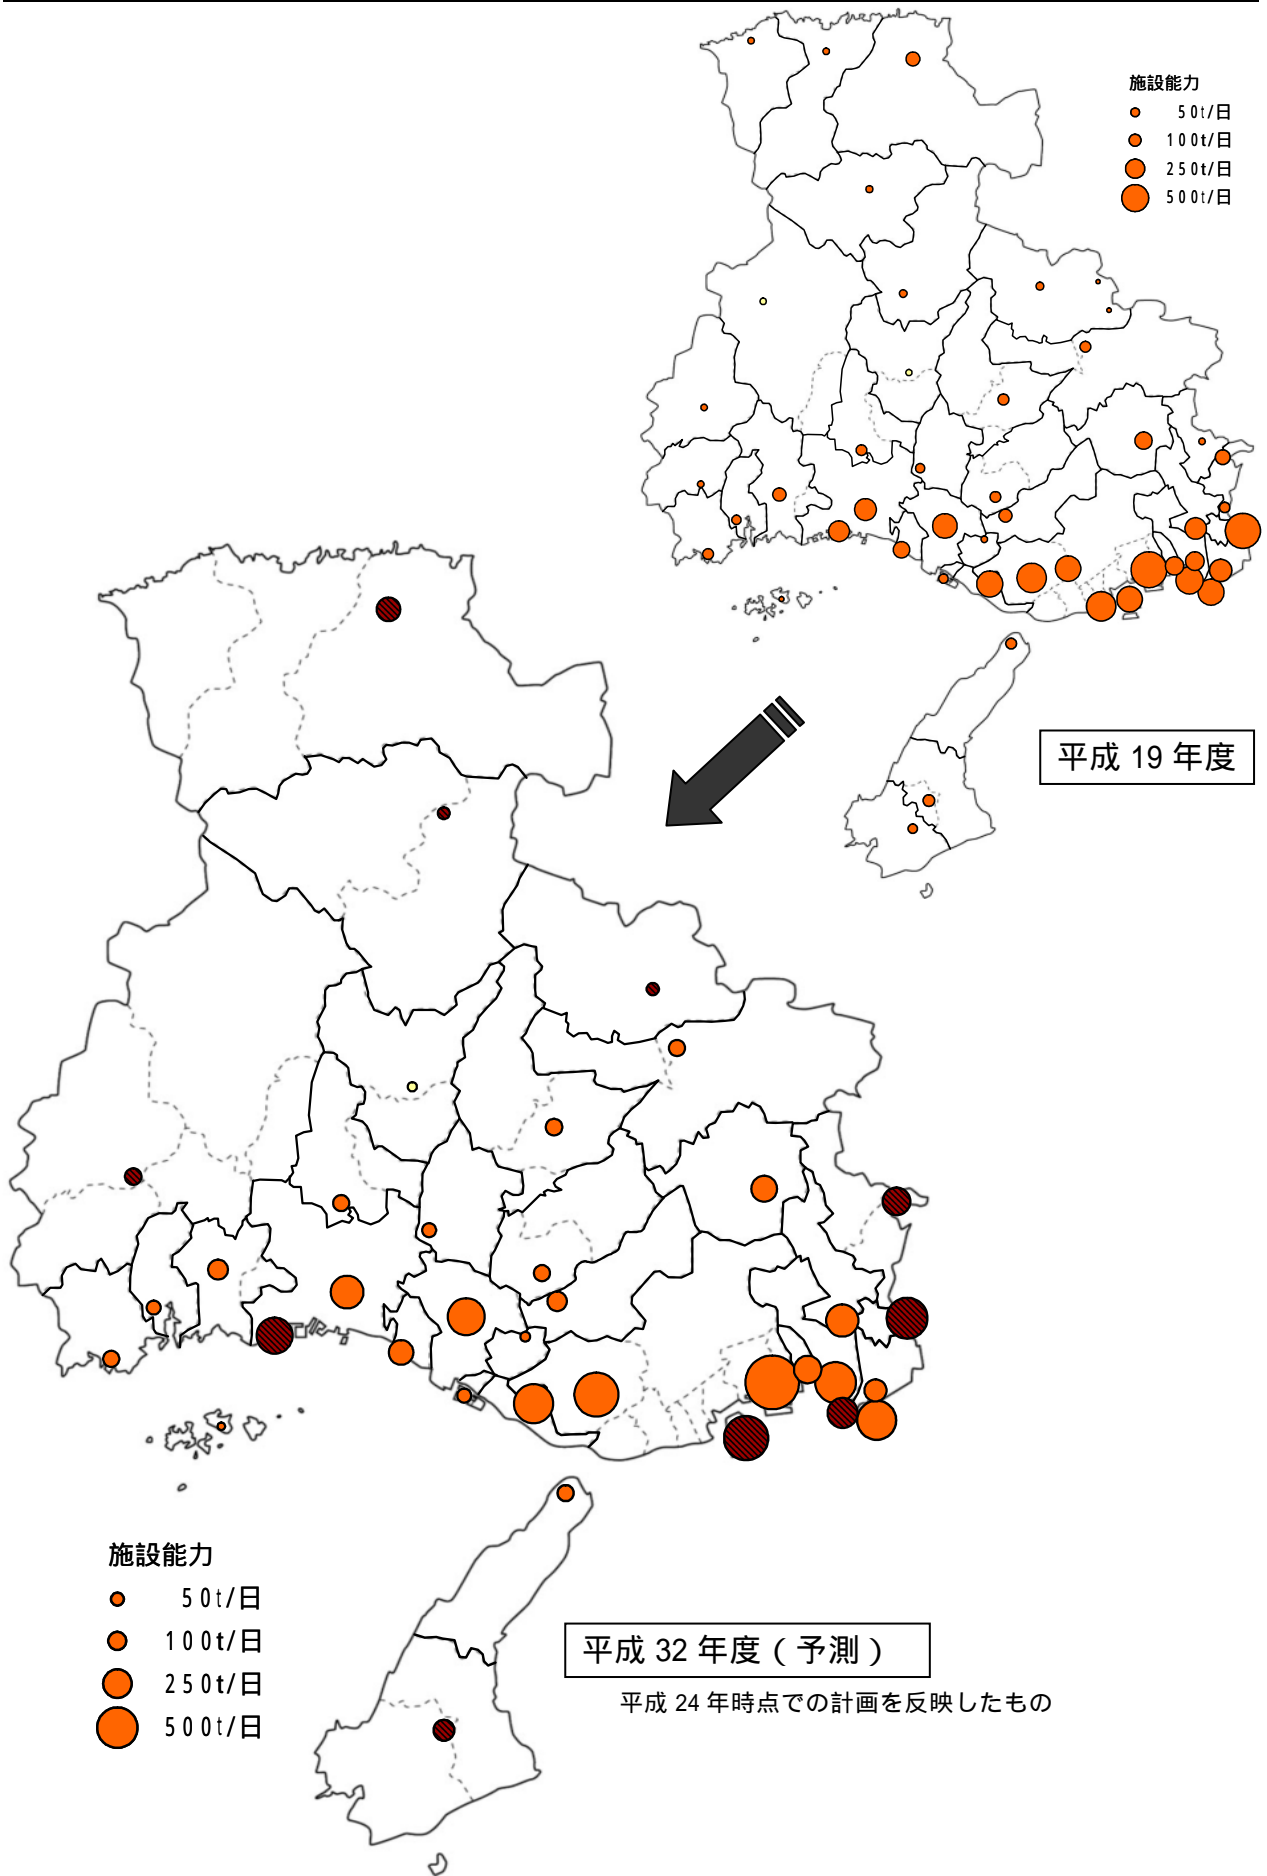 施設能力
50t/日
100t/日
250t/日
500t/日
平成 19 年度
施設能力
50t/日
100t/日
250t/日
500t/日
平成 32 年度（予測）
平成 24 年時点での計画を反映したもの